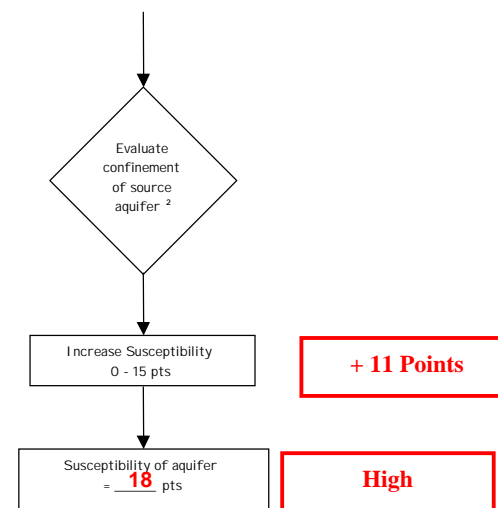 Evaluate
confinement
of source
aquifer ²
Increase Susceptibility
0 - 15 pts
+ 11 Points
Susceptibility of aquifer
= 18 pts
High